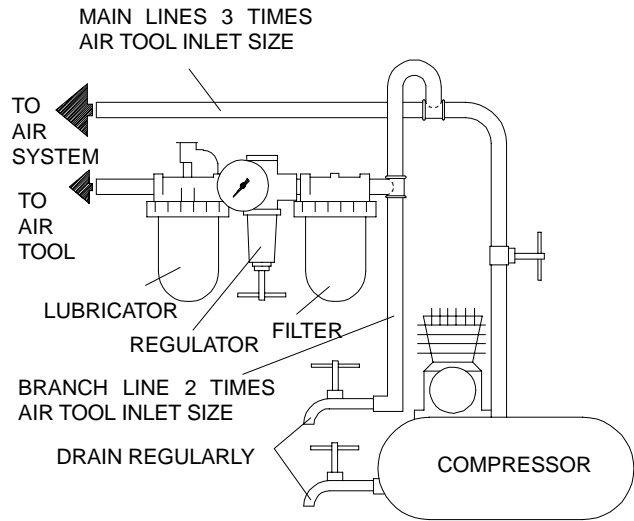 MAIN LINES 3 TIMES
AIR TOOL INLET SIZE
TO
AIR
SYSTEM
TO
AIR
TOOL
LUBRICATOR
REGULATOR
FILTER
BRANCH LINE 2 TIMES
AIR TOOL INLET SIZE
DRAIN REGULARLY
COMPRESSOR